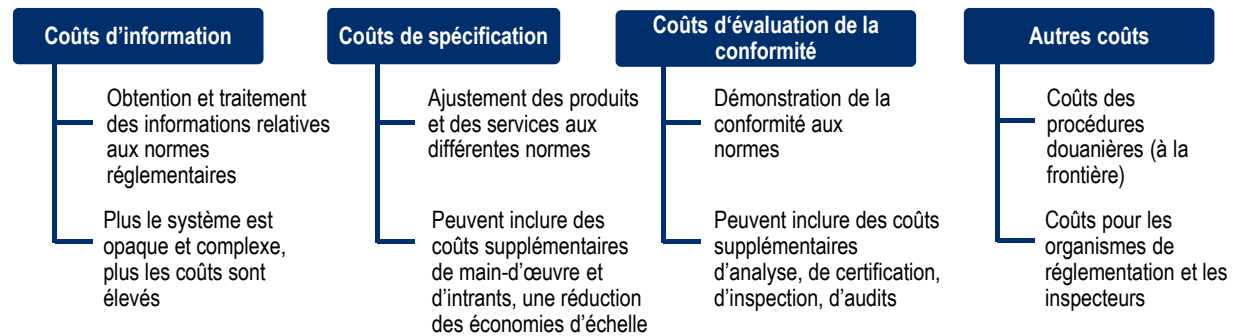 Coûts d’information
Obtention et traitement
des informations relatives
aux normes
réglementaires
Plus le système est
opaque et complexe,
plus les coûts sont
élevés
Coûts de spécification
Ajustement des produits
et des services aux
différentes normes
Peuvent inclure des
coûts supplémentaires
de main-d’œuvre et
d’intrants, une réduction
des économies d’échelle
Coûts d‘évaluation de la
conformité
Démonstration de la
conformité aux
normes
Peuvent inclure des coûts
supplémentaires
d’analyse, de certification,
d’inspection, d’audits
Autres coûts
Coûts des
procédures
douanières (à la
frontière)
Coûts pour les
organismes de
réglementation et les
inspecteurs